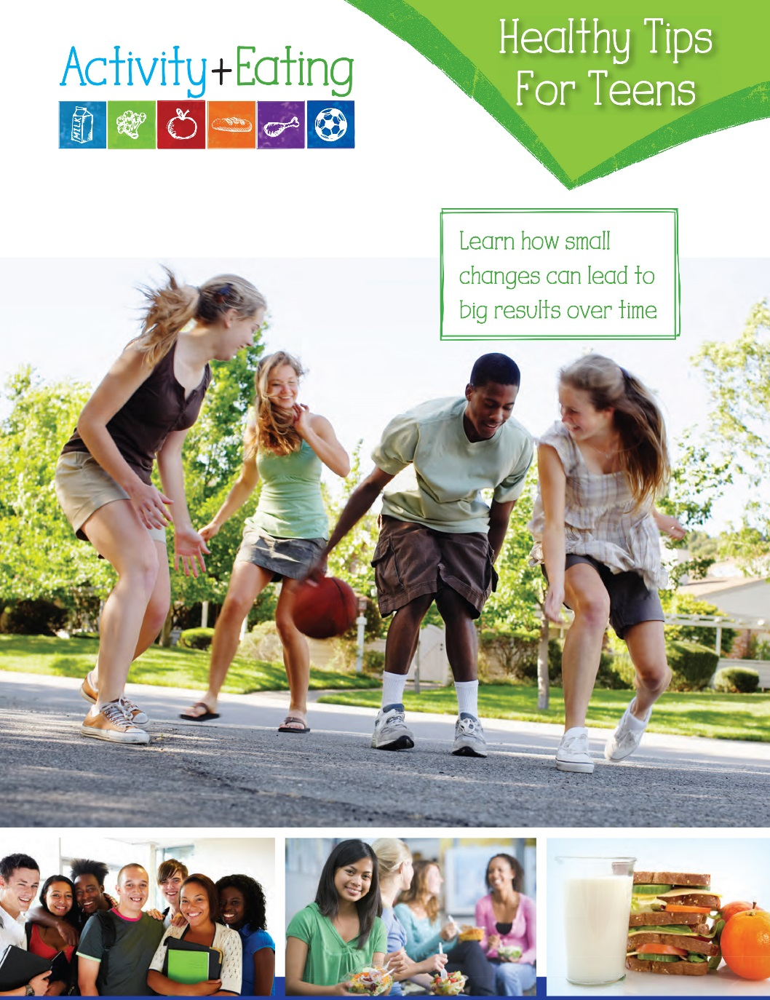 Activity+Eating
MILK
Healthy Tips
For Teens
Learn how small
changes can lead to
big results over time